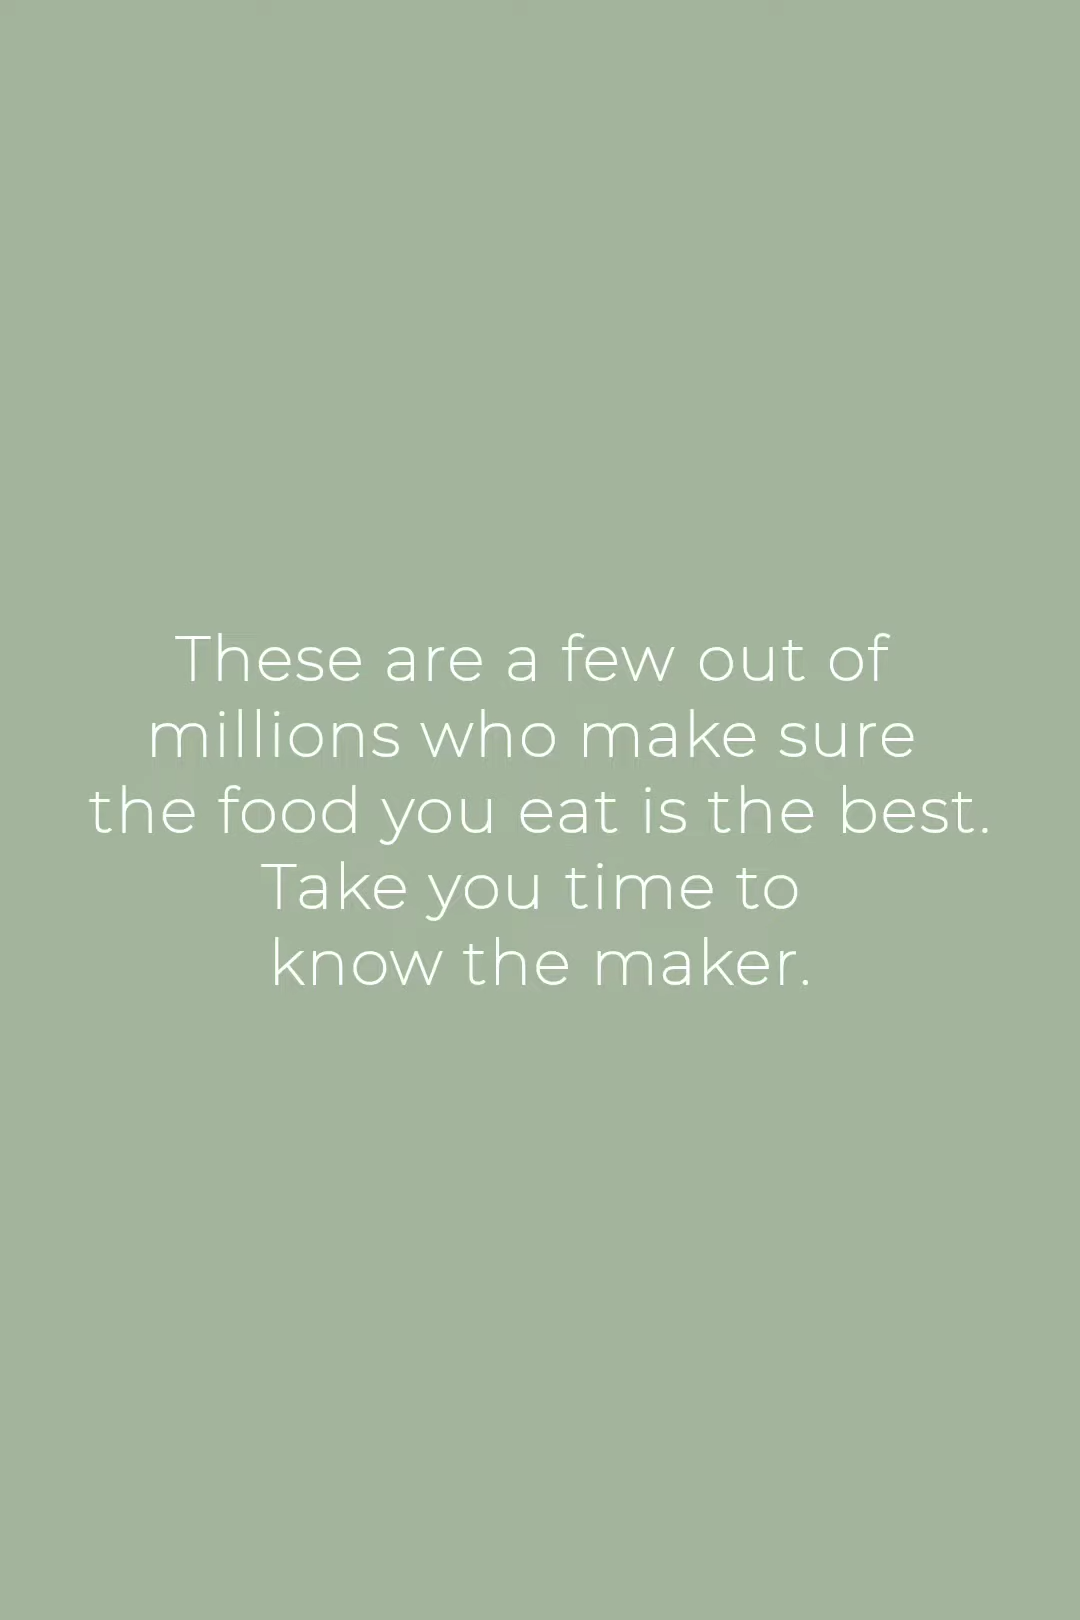 These are a few out of
millions who make sure
the food you eat is the best.
Take you time to
know the maker.